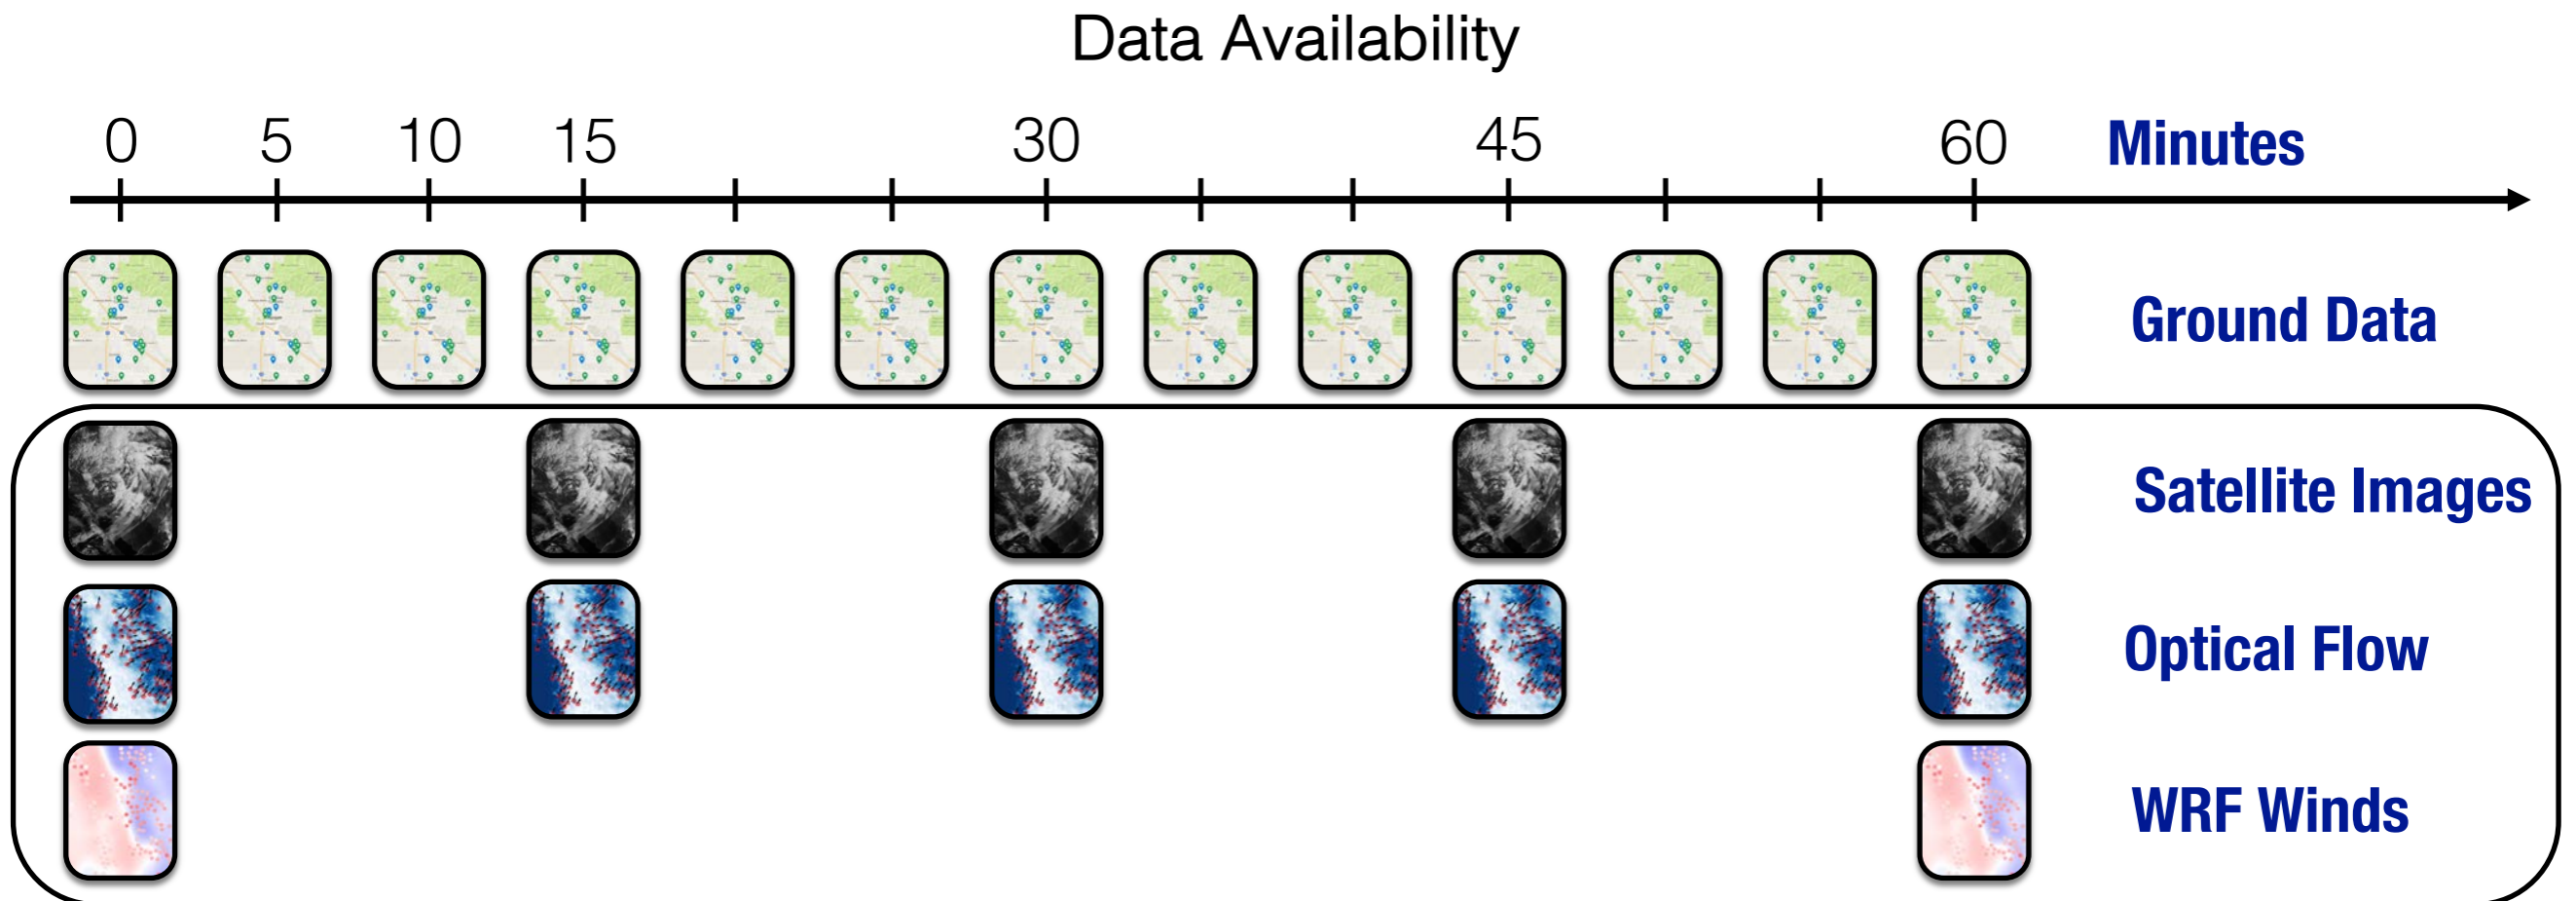 Data Availability
0 5 10 15 30 45 60 Minutes
Ground Data
Satellite Images
Optical Flow
WRF Winds